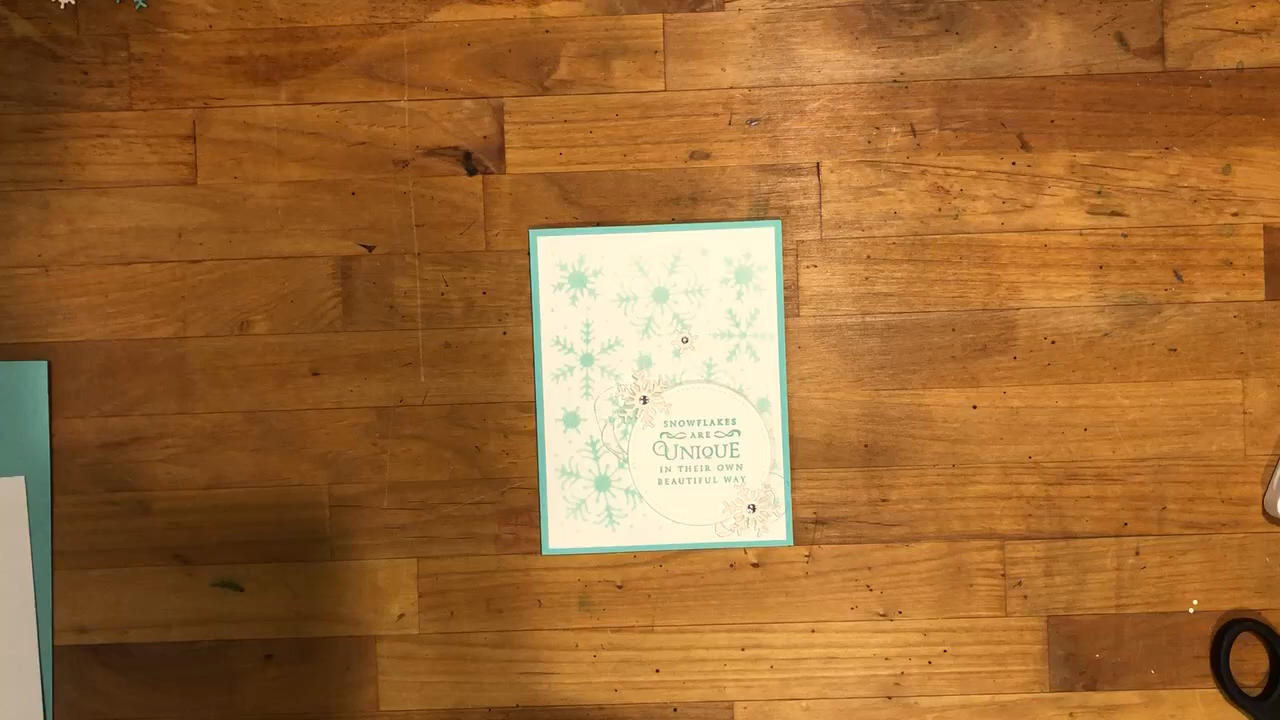 SNOWFLAKES
ARE
UNIQUE
IN THEIR OWN
BEAUTIFUL WAY